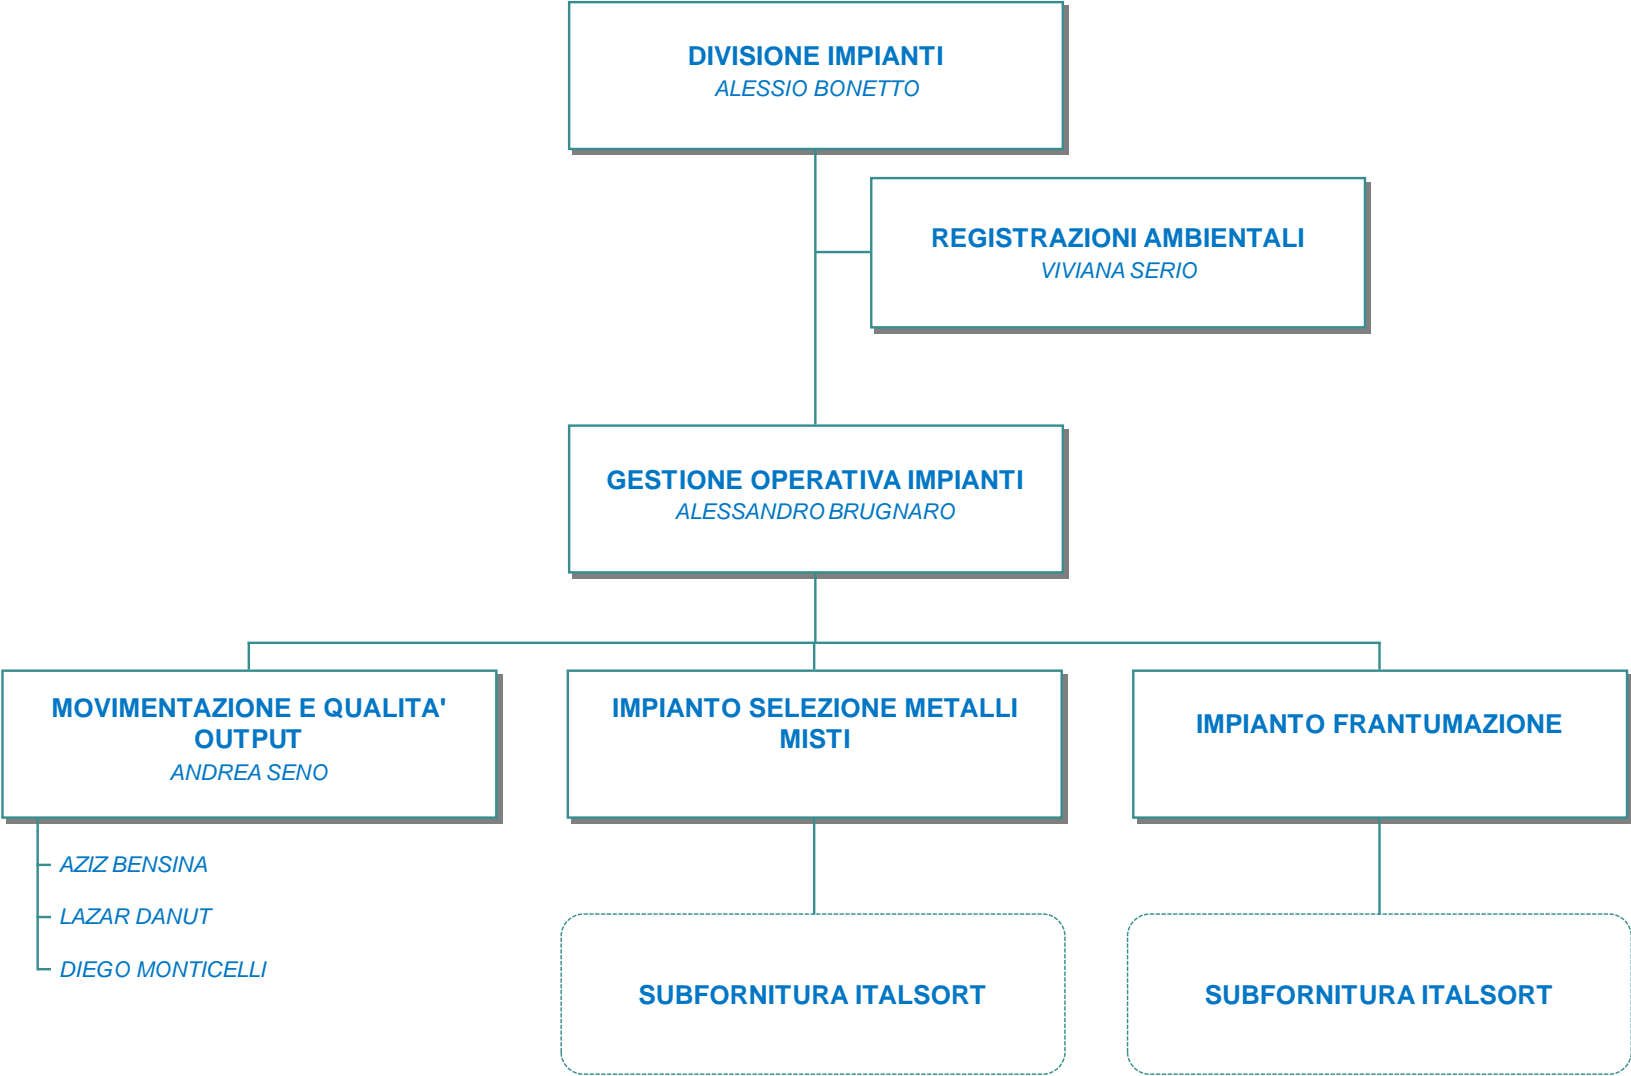 DIVISIONE IMPIANTI
ALESSIO BONETTO
REGISTRAZIONI AMBIENTALI
VIVIANA SERIO
GESTIONE OPERATIVA IMPIANTI
ALESSANDRO BRUGNARO
MOVIMENTAZIONE E QUALITA'
OUTPUT
ANDREA SENO
IMPIANTO SELEZIONE METALLI
MISTI
IMPIANTO FRANTUMAZIONE
AZIZ BENSINA
LAZAR DANUT
DIEGO MONTICELLI
SUBFORNITURA ITALSORT
SUBFORNITURA ITALSORT